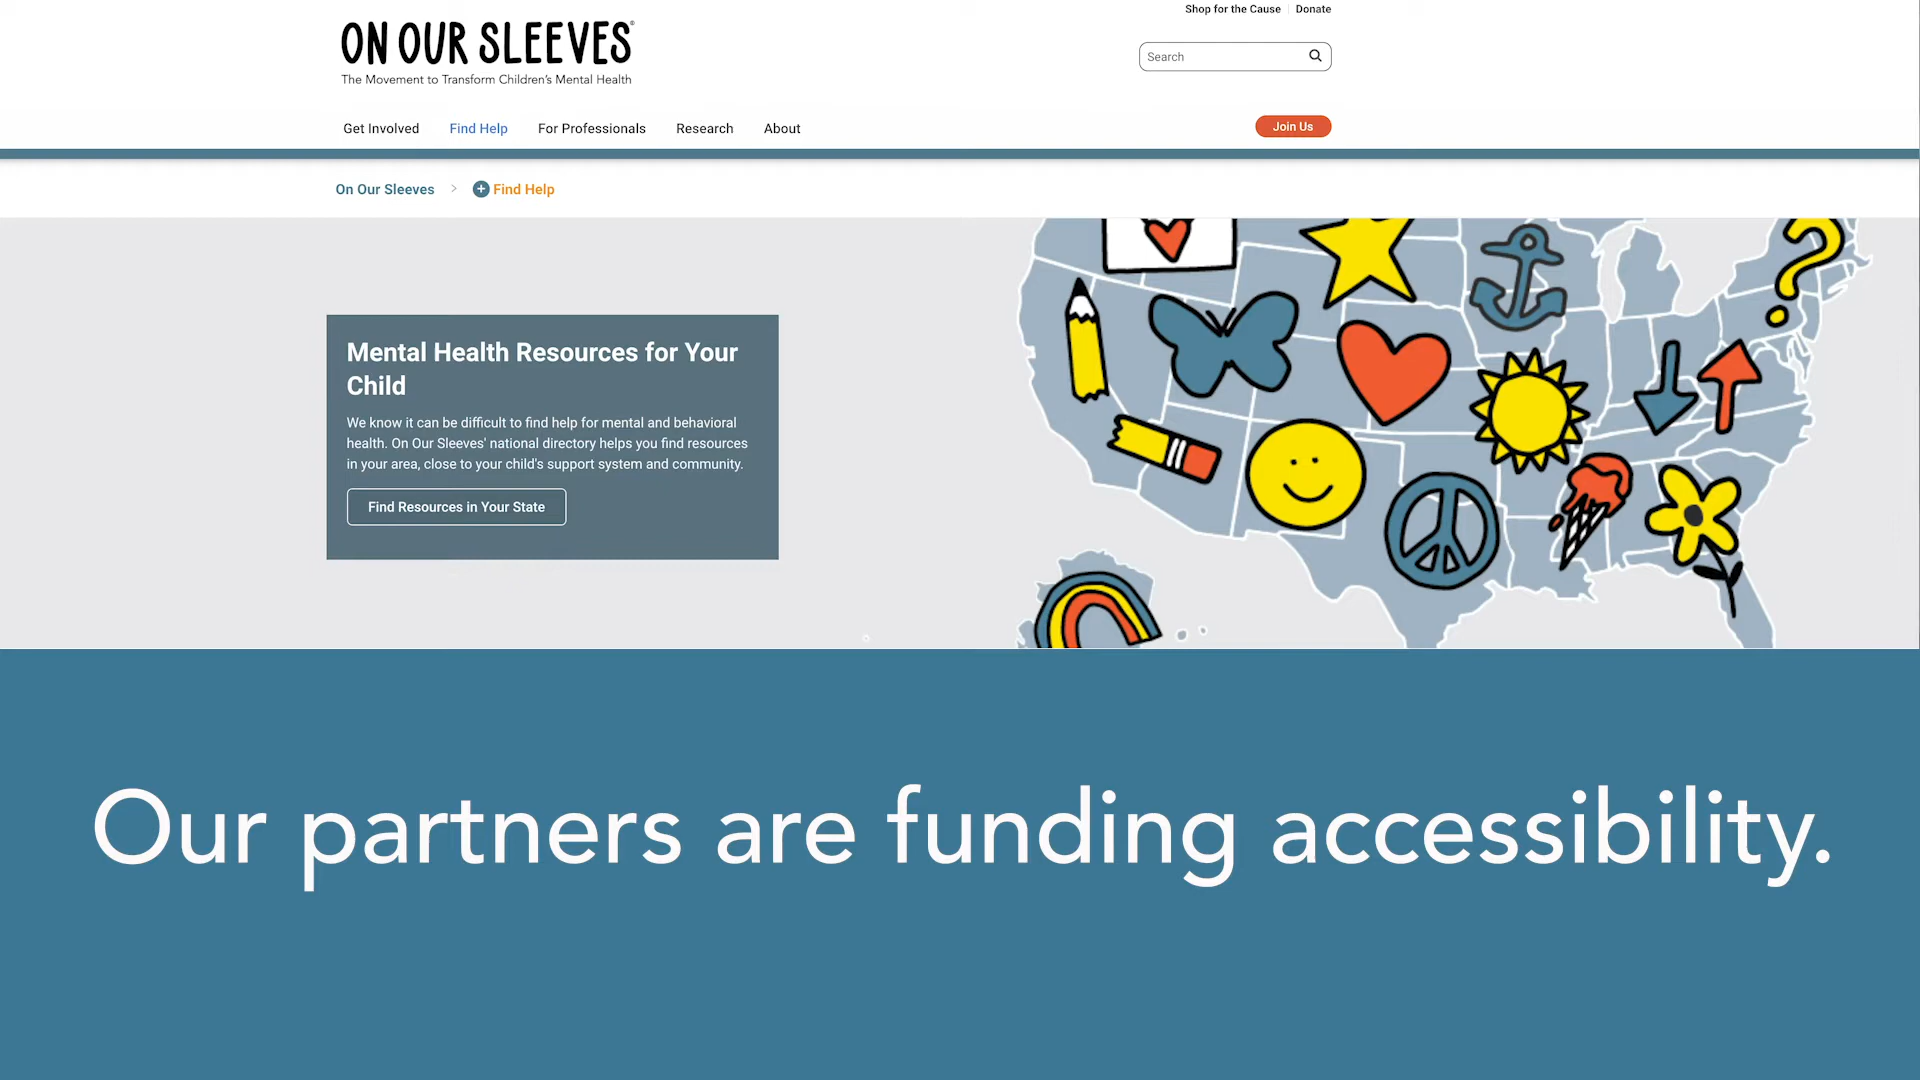 Shop for the Cause
Donate
ON OUR SLEEVES®
The Movement to Transform Children's Mental Health
Search
Get Involved
Find Help
For Professionals
Research
About
Join Us
On Our Sleeves > Find Help
Mental Health Resources for Your
Child
We know it can be difficult to find help for mental and behavioral
health. On Our Sleeves' national directory helps you find resources
in your area, close to your child's support system and community.
Find Resources in Your State
Our partners are funding accessibility.